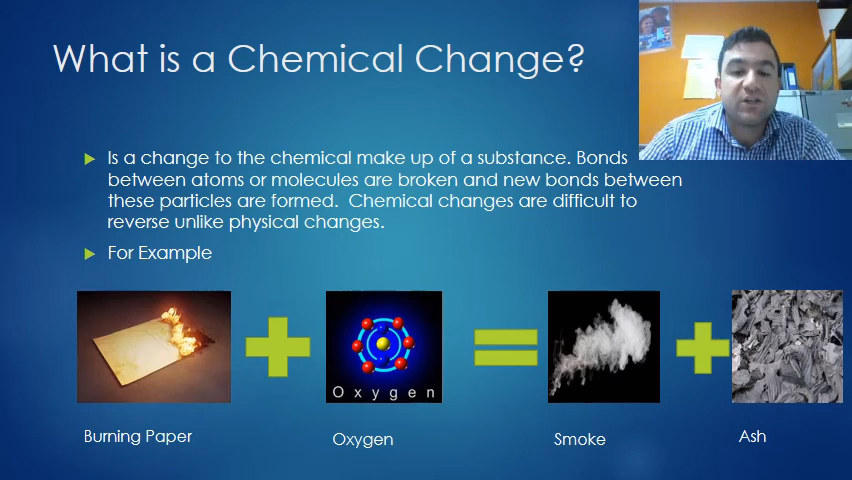 What is a Chemical Change?
Is a change to the chemical make up of a substance. Bonds
between atoms or molecules are broken and new bonds between
these particles are formed.  Chemical changes are difficult to
reverse unlike physical changes.
For Example
Oxygen
Burning Paper
Oxygen
Smoke
Ash